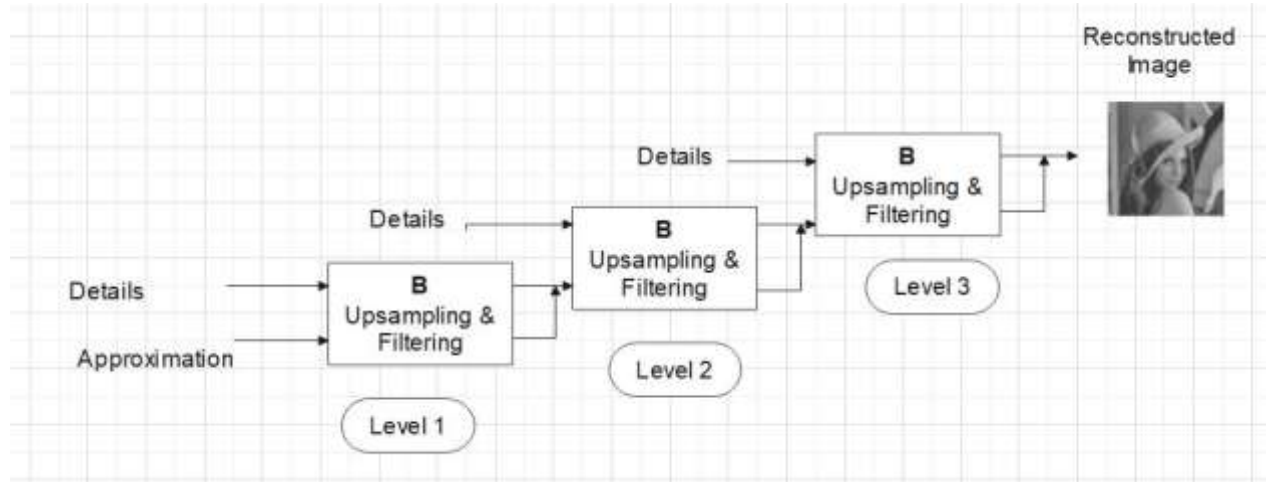 Reconstructed
Image
Details
B
Upsampling &
Filtering
Details
B
Upsampling &
Filtering
Level 3
Details
B
Upsampling &
Filtering
Approximation
Level 2
Level 1